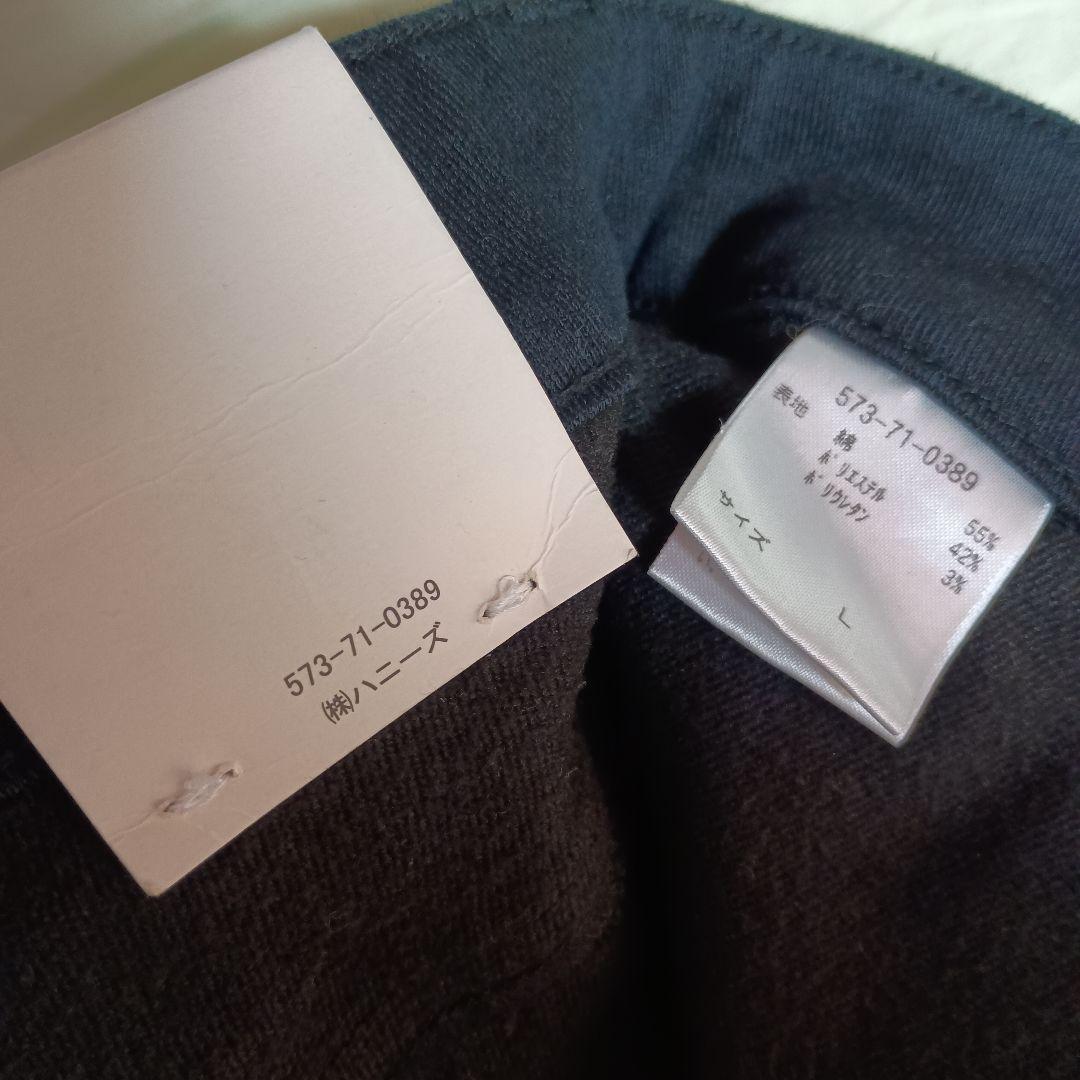 573-71-0389
㈱ハニーズ
573-71-0389
表地
綿 55%
ポリエステル 42%
ポリウレタン 3%
サイズ L